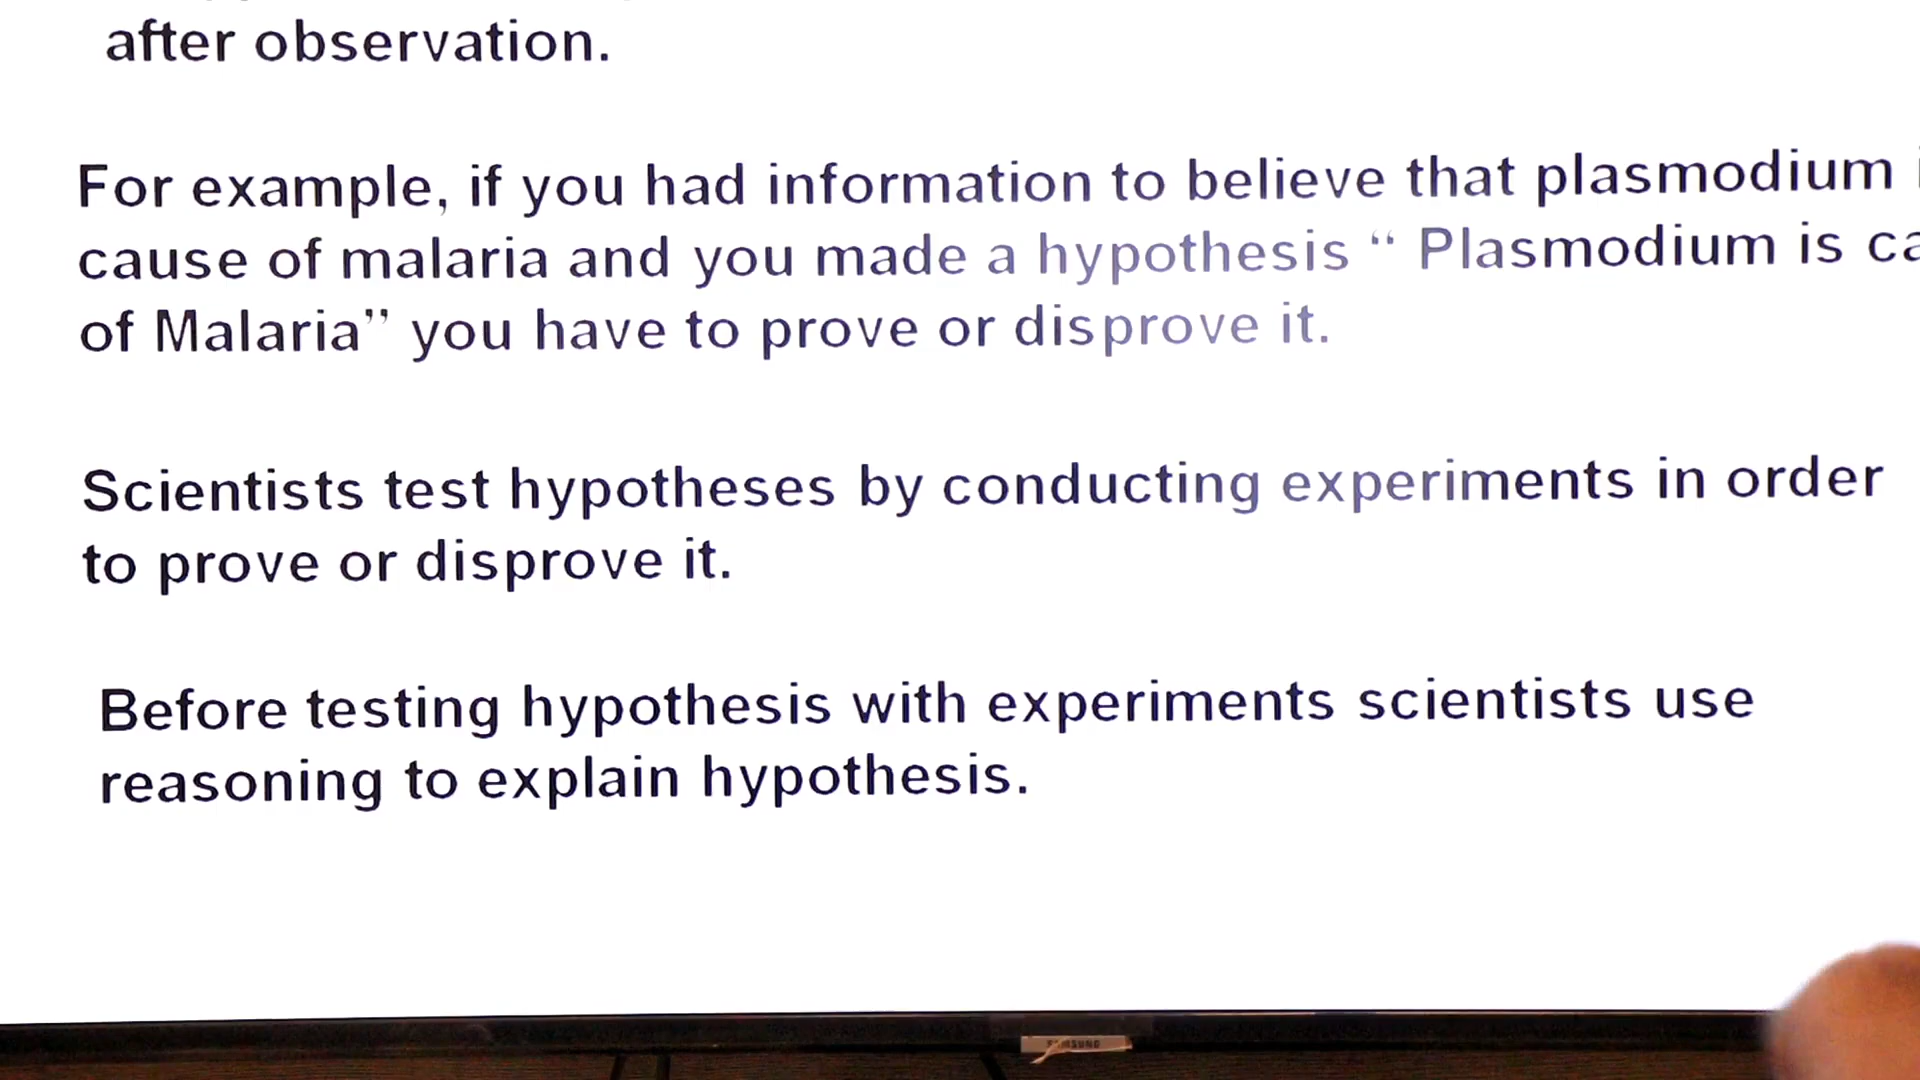 after observation.
For example, if you had information to believe that plasmodium
cause of malaria and you made a hypothesis “ Plasmodium is
of Malaria” you have to prove or disprove it.
Scientists test hypotheses by conducting experiments in order
to prove or disprove it.
Before testing hypothesis with experiments scientists use
reasoning to explain hypothesis.
SAMSUNG